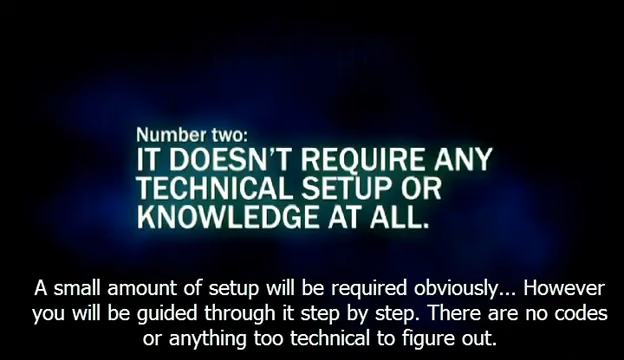 Number two:
IT DOESN'T REQUIRE ANY
TECHNICAL SETUP OR
KNOWLEDGE AT ALL.
A small amount of setup will be required obviously... However
you will be guided through it step by step. There are no codes
or anything too technical to figure out.